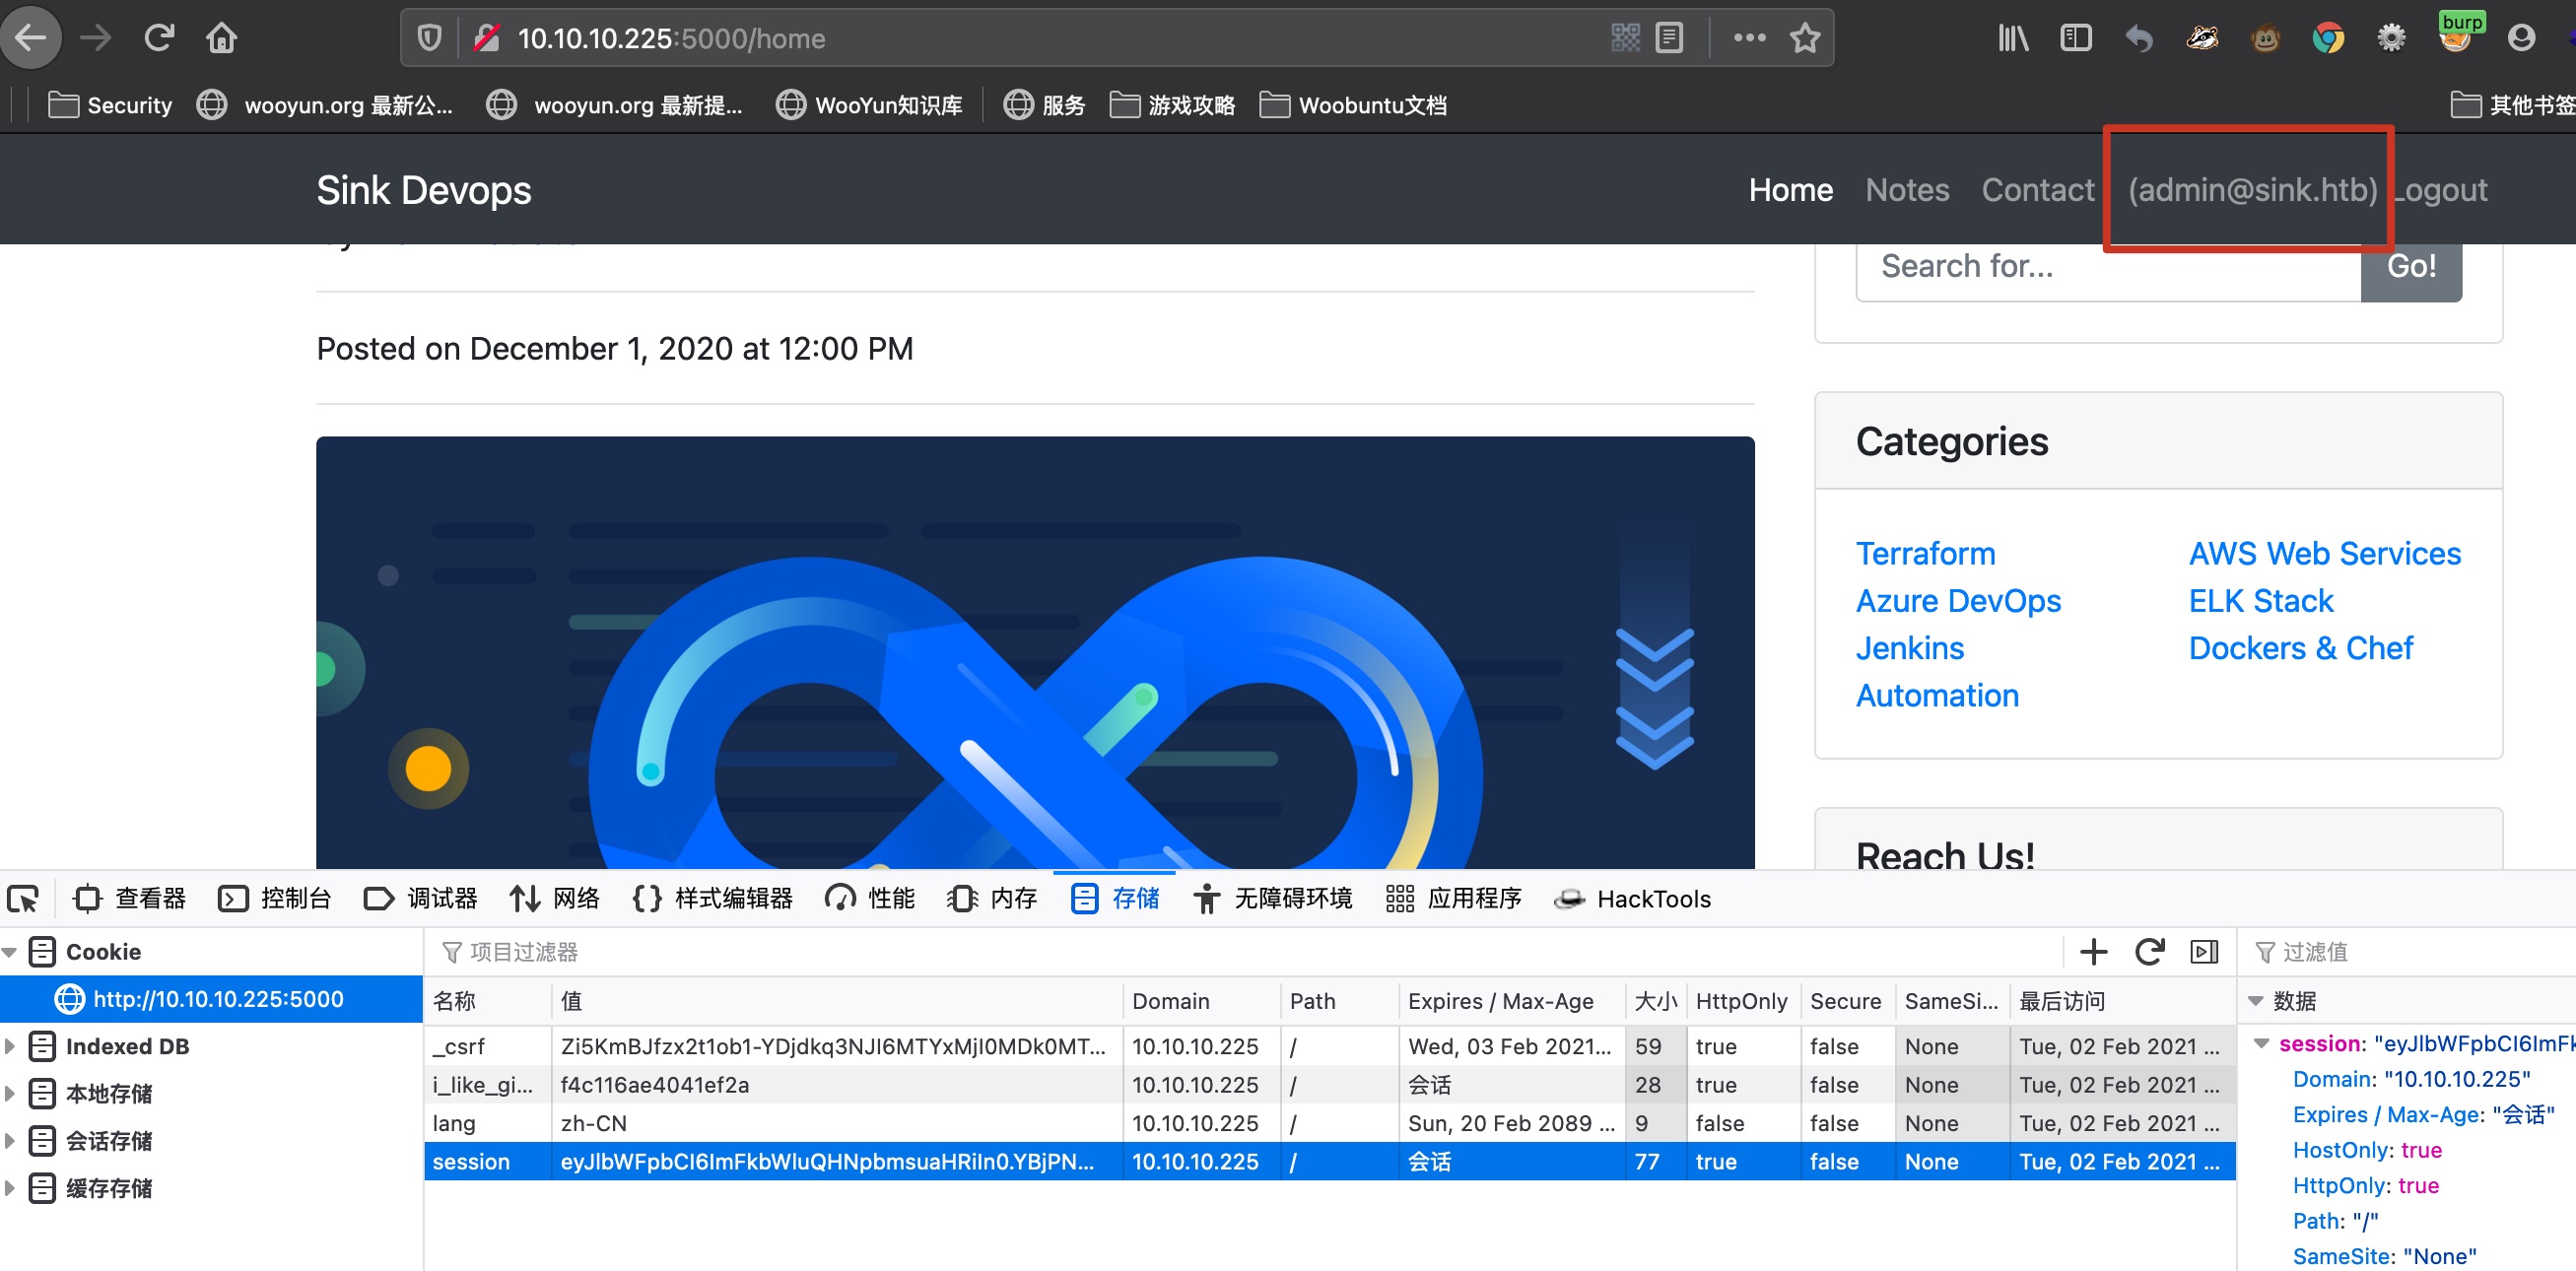 10.10.10.225:5000/home
burp
Security
wooyun.org 最新公...
wooyun.org 最新提...
WooYun知识库
服务
游戏攻略
Woobuntu文档
其他书签
Sink Devops
Home
Notes
Contact
(admin@sink.htb)
Logout
Search for...
Go!
Posted on December 1, 2020 at 12:00 PM
Categories
Terraform
AWS Web Services
Azure DevOps
ELK Stack
Jenkins
Dockers & Chef
Automation
Reach Us!
查看器 控制台 调试器 网络 样式编辑器 性能 内存 存储 无障碍环境 应用程序 HackTools
Cookie
项目过滤器
过滤值
http://10.10.10.225:5000
Indexed DB
本地存储
会话存储
缓存存储
名称 值 Domain Path Expires / Max-Age 大小 HttpOnly Secure SameSi... 最后访问
_csrf Zi5KmBJfzx2t1ob1-YDjdkq3NJI6MTYxMjI0MDk0MT... 10.10.10.225 / Wed, 03 Feb 2021... 59 true false None Tue, 02 Feb 2021 ...
i_like_gi... f4c116ae4041ef2a 10.10.10.225 / 会话 28 true false None Tue, 02 Feb 2021 ...
lang zh-CN 10.10.10.225 / Sun, 20 Feb 2089 ... 9 false false None Tue, 02 Feb 2021 ...
session eyJlbWFpbCI6ImFkbWluQHNpbmsuaHRiIn0.YBjPN... 10.10.10.225 / 会话 77 true false None Tue, 02 Feb 2021 ...
数据
session: "eyJlbWFpbCI6ImFk
Domain: "10.10.10.225"
Expires / Max-Age: "会话"
HostOnly: true
HttpOnly: true
Path: "/"
SameSite: "None"